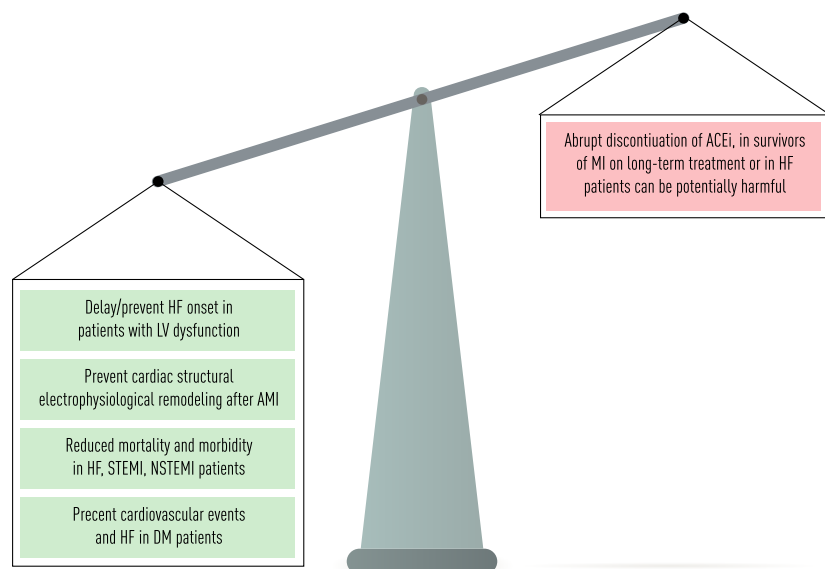 Abrupt discontiuation of ACEi, in survivors
of MI on long-term treatment or in HF
patients can be potentially harmful
Delay/prevent HF onset in
patients with LV dysfunction
Prevent cardiac structural
electrophysiological remodeling after AMI
Reduced mortality and morbidity
in HF, STEMI, NSTEMI patients
Precent cardiovascular events
and HF in DM patients